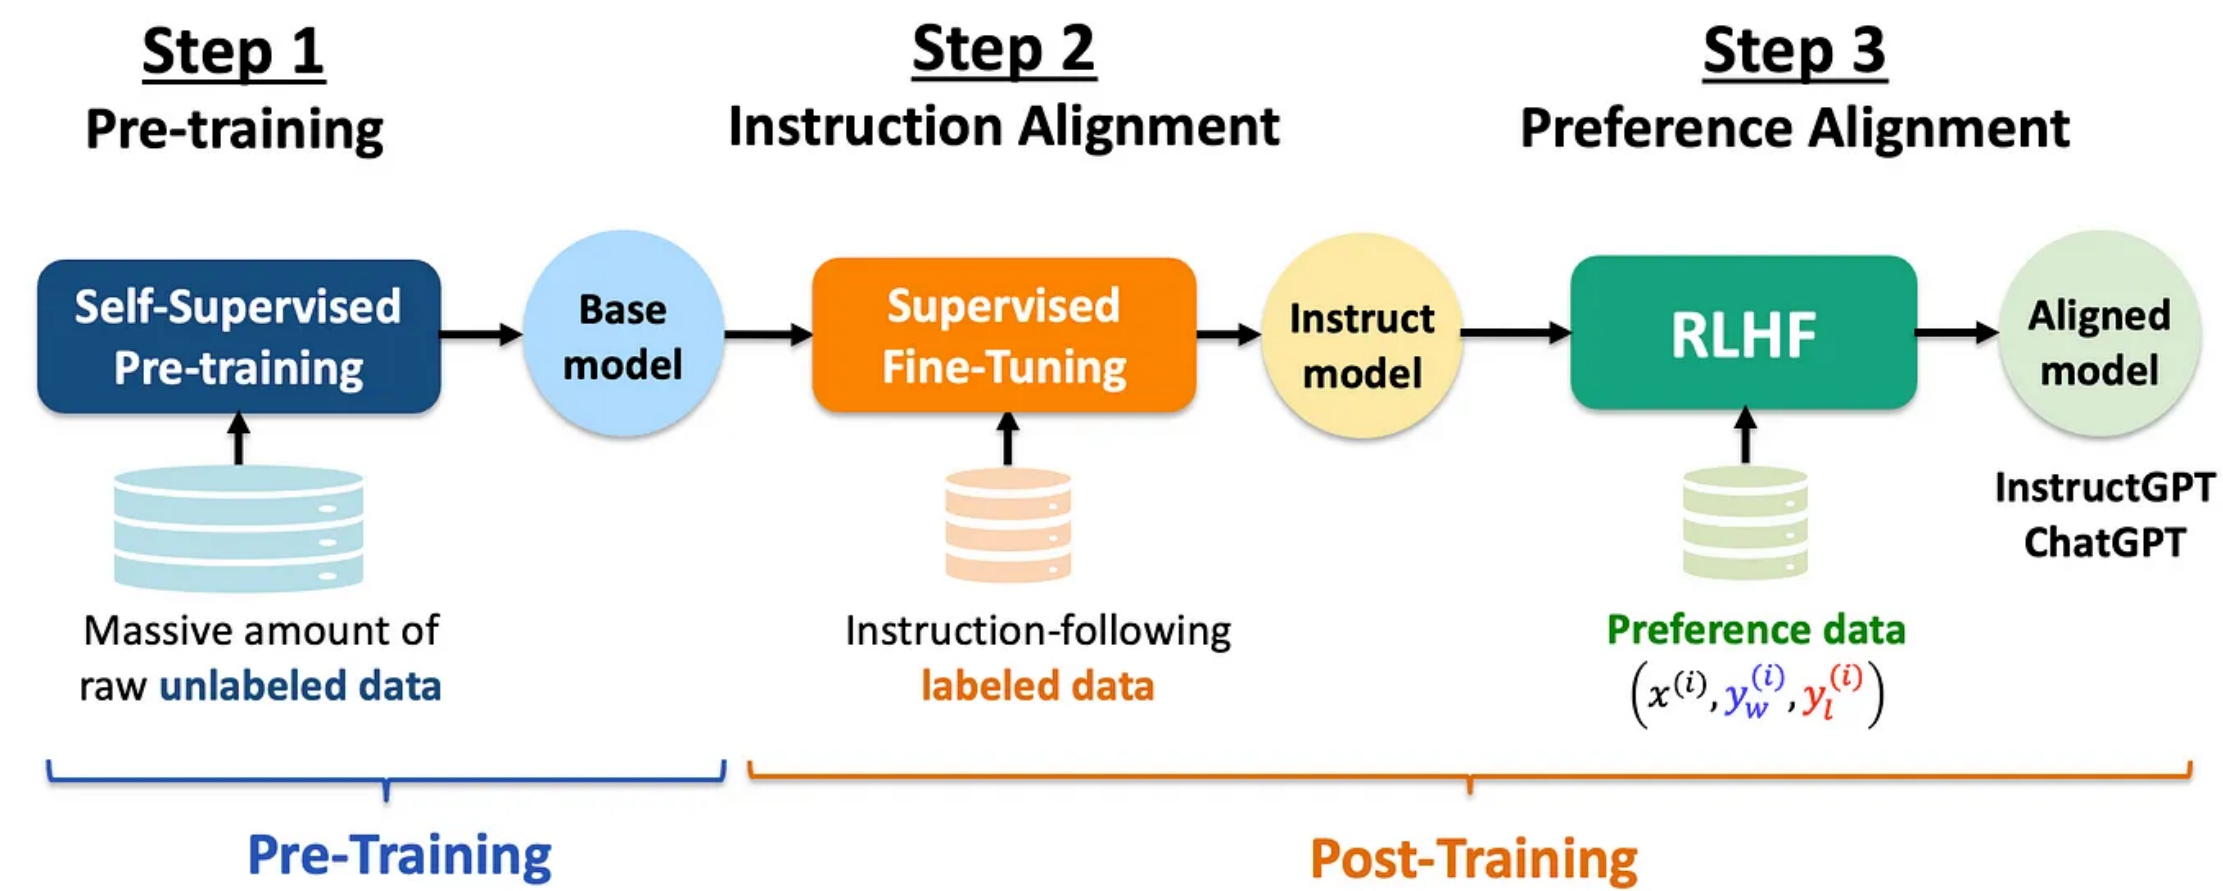 Step 1
Pre-training
Step 2
Instruction Alignment
Step 3
Preference Alignment
Self-Supervised
Pre-training
Base
model
Supervised
Fine-Tuning
Instruct
model
RLHF
Aligned
model
InstructGPT
ChatGPT
Massive amount of
raw unlabeled data
Instruction-following
labeled data
Preference data
(x^(i), y_w^(i), y_l^(i))
Pre-Training
Post-Training